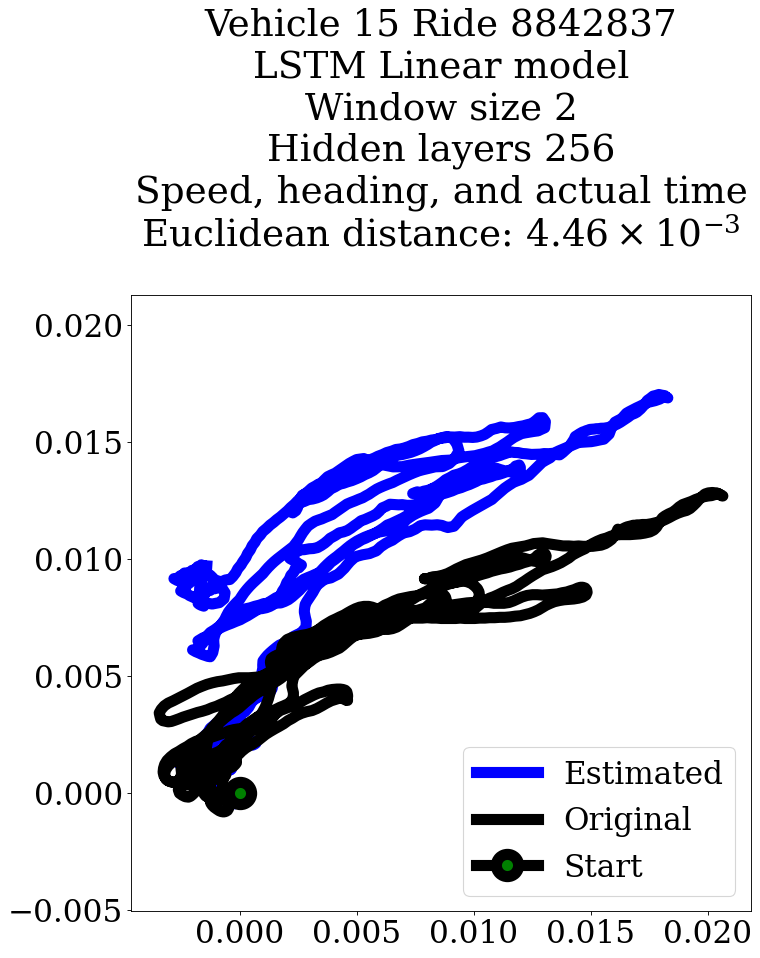 Vehicle 15 Ride 8842837
LSTM Linear model
Window size 2
Hidden layers 256
Speed, heading, and actual time
Euclidean distance: 4.46 × 10⁻³
0.020
0.015
0.010
0.005
0.000
−0.005
Estimated
Original
Start
0.000 0.005 0.010 0.015 0.020